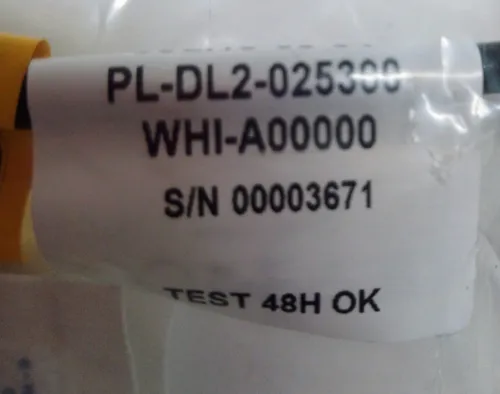 PL-DL2-025300
WHI-A00000
S/N 00003671
TEST 48H OK